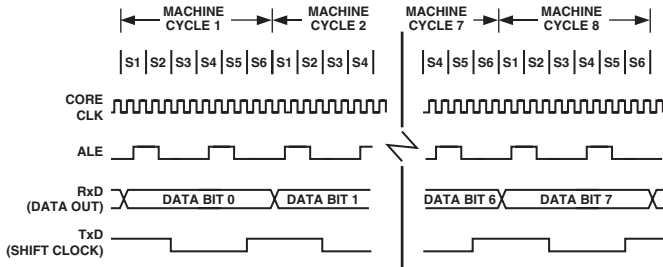 MACHINE CYCLE 1
MACHINE CYCLE 2
MACHINE CYCLE 7
MACHINE CYCLE 8
S1 S2 S3 S4 S5 S6 S1 S2 S3 S4 S4 S5 S6 S1 S2 S3 S4 S5 S6
CORE CLK
ALE
RxD (DATA OUT)
DATA BIT 0 DATA BIT 1 DATA BIT 6 DATA BIT 7
TxD (SHIFT CLOCK)